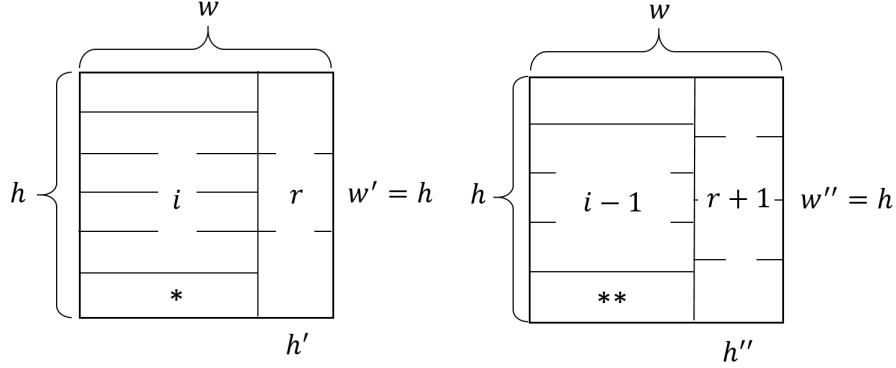 w
h
i
r
w′ = h
*
h′
w
h
i − 1
r + 1
w″ = h
**
h″